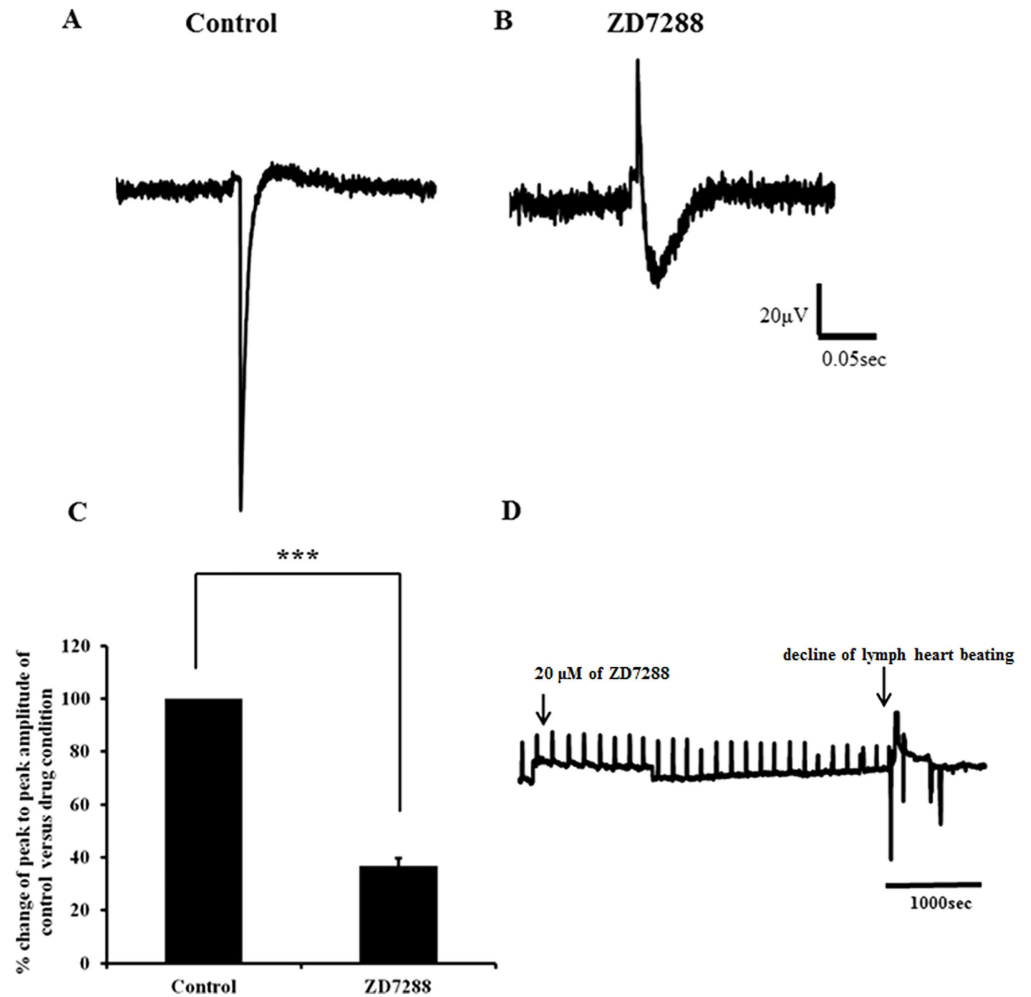 A
Control
B
ZD7288
20µV
0.05sec
C
D
***
% change of peak to peak amplitude of
control versus drug condition
120
100
80
60
40
20
0
Control
ZD7288
20 µM of ZD7288
decline of lymph heart beating
1000sec